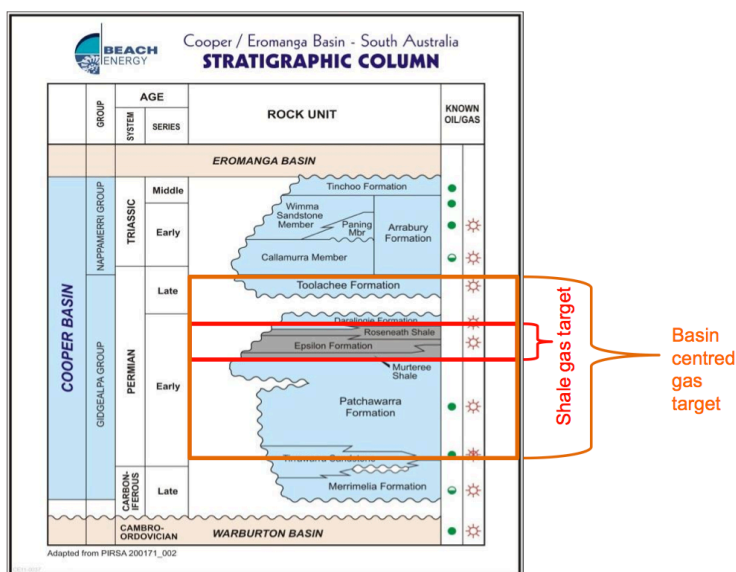 BEACH
ENERGY
Cooper / Eromanga Basin - South Australia
STRATIGRAPHIC COLUMN
GROUP
AGE
SYSTEM
SERIES
ROCK UNIT
KNOWN
OIL/GAS
EROMANGA BASIN
COOPER BASIN
NAPPAMERRI GROUP
TRIASSIC
Middle
Early
Tinchoo Formation
Wimma
Sandstone
Member
Paning
Mbr
Arrabury
Formation
Callamurra Member
GIDGEALPA GROUP
PERMIAN
Late
Early
Toolachee Formation
Daralingie Formation
Roseneath Shale
Epsilon Formation
Murteree
Shale
Patchawarra
Formation
Tirrawarra Sandstone
CARBON-
IFEROUS
Late
Merrimelia Formation
CAMBRO-
ORDOVICIAN
WARBURTON BASIN
Adapted from PIRSA 200171_002
Shale gas target
Basin
centred
gas
target